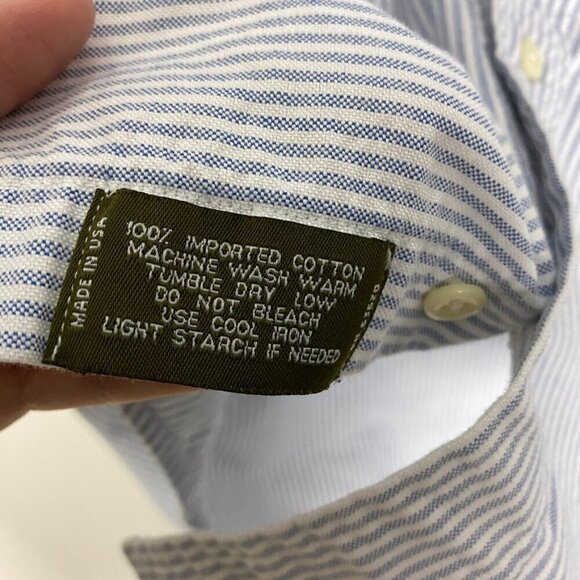 100% IMPORTED COTTON
MACHINE WASH WARM
TUMBLE DRY LOW
DO NOT BLEACH
USE COOL IRON
LIGHT STARCH IF NEEDED
MADE IN USA